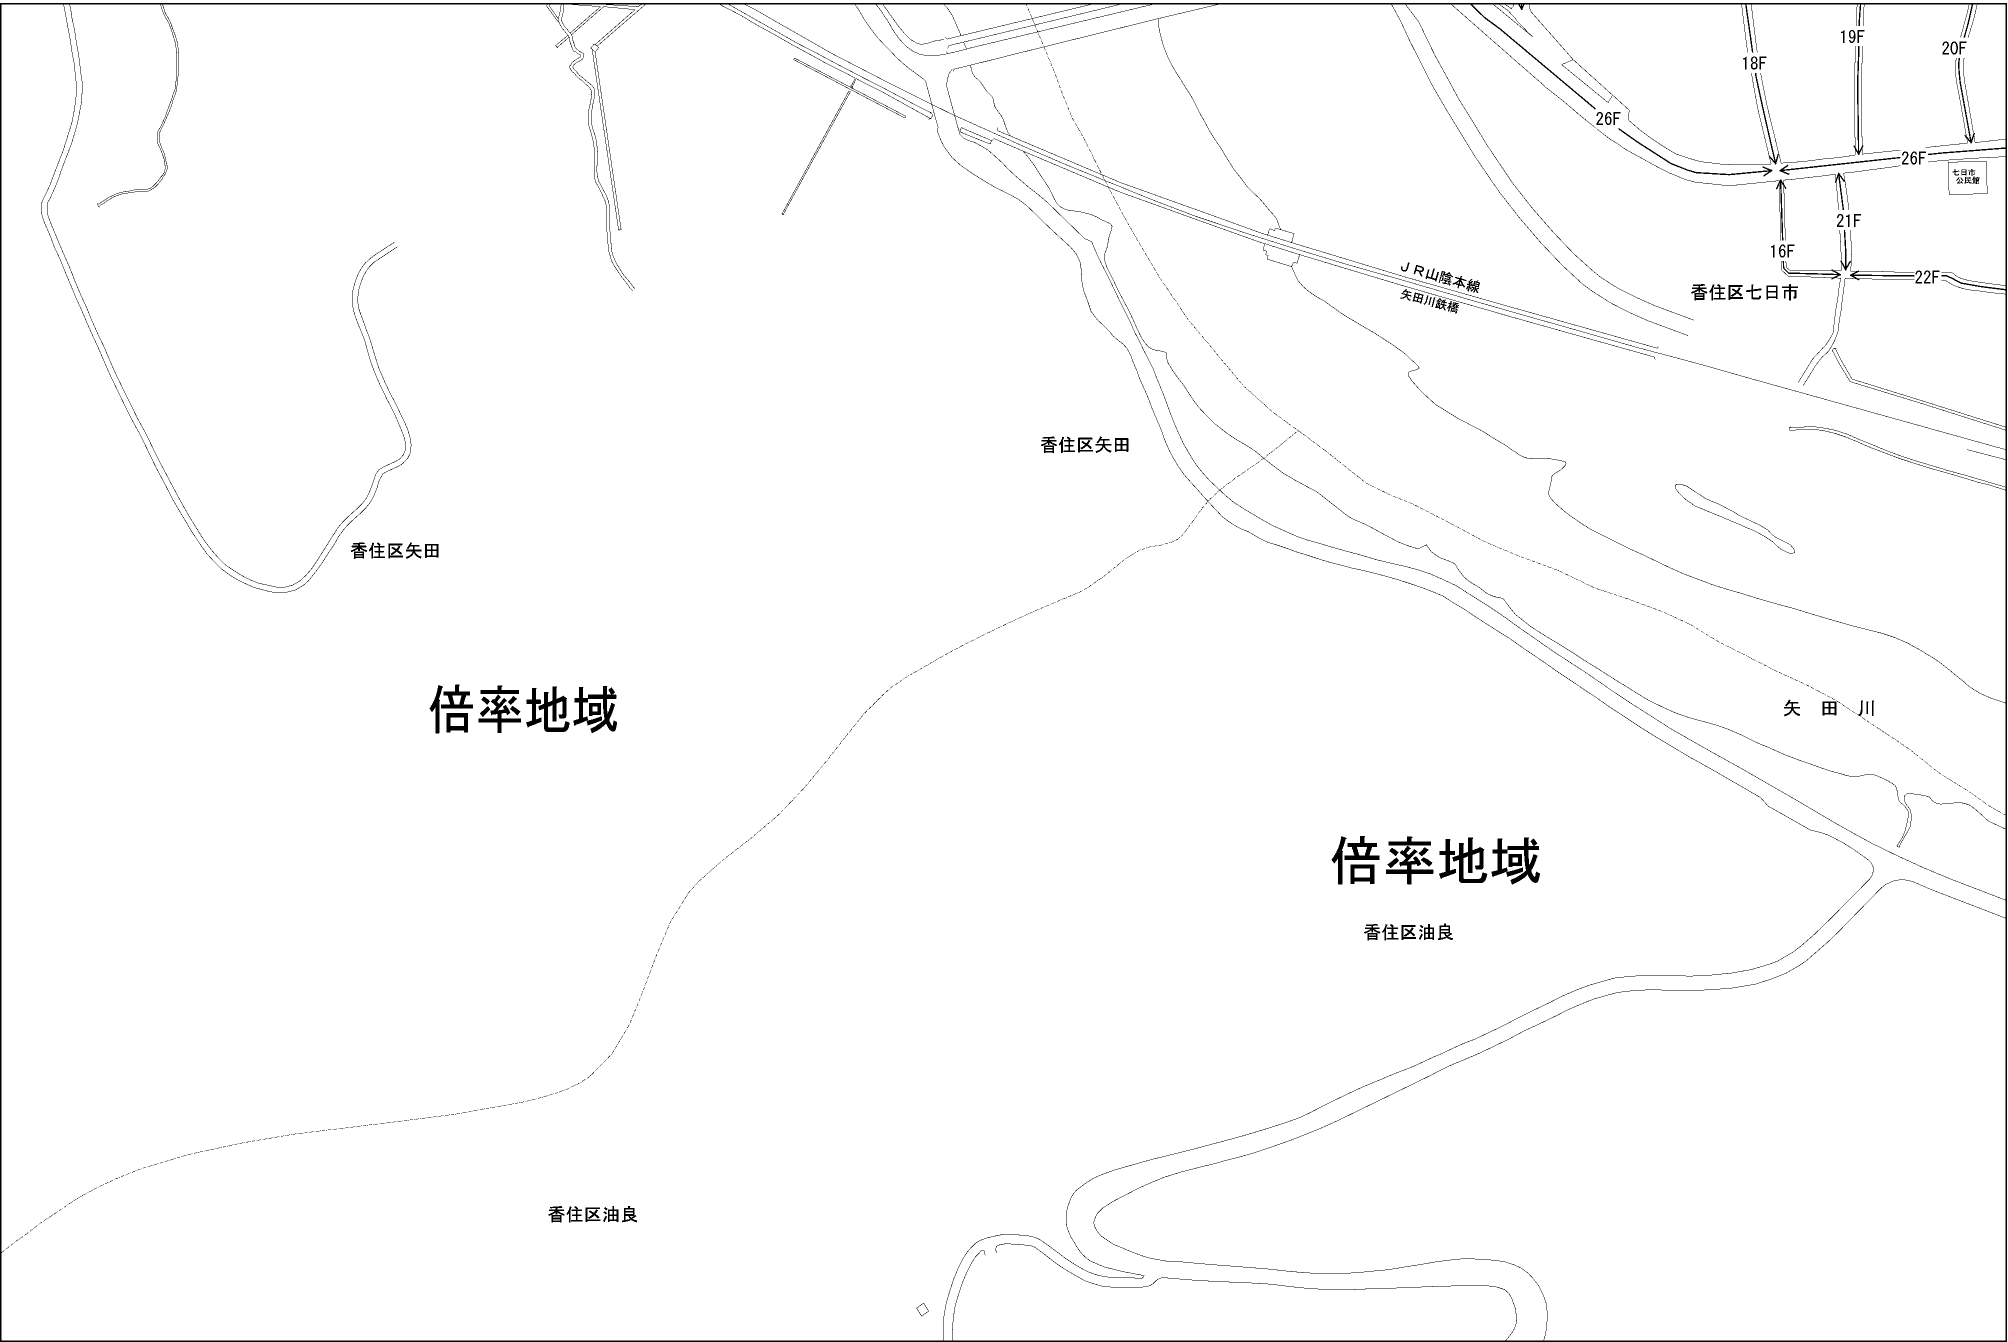 19F
20F
18F
26F
26F
七日市
公民館
21F
16F
ＪＲ山陰本線
矢田川鉄橋
22F
香住区七日市
香住区矢田
香住区矢田
倍率地域
矢田川
倍率地域
香住区油良
香住区油良